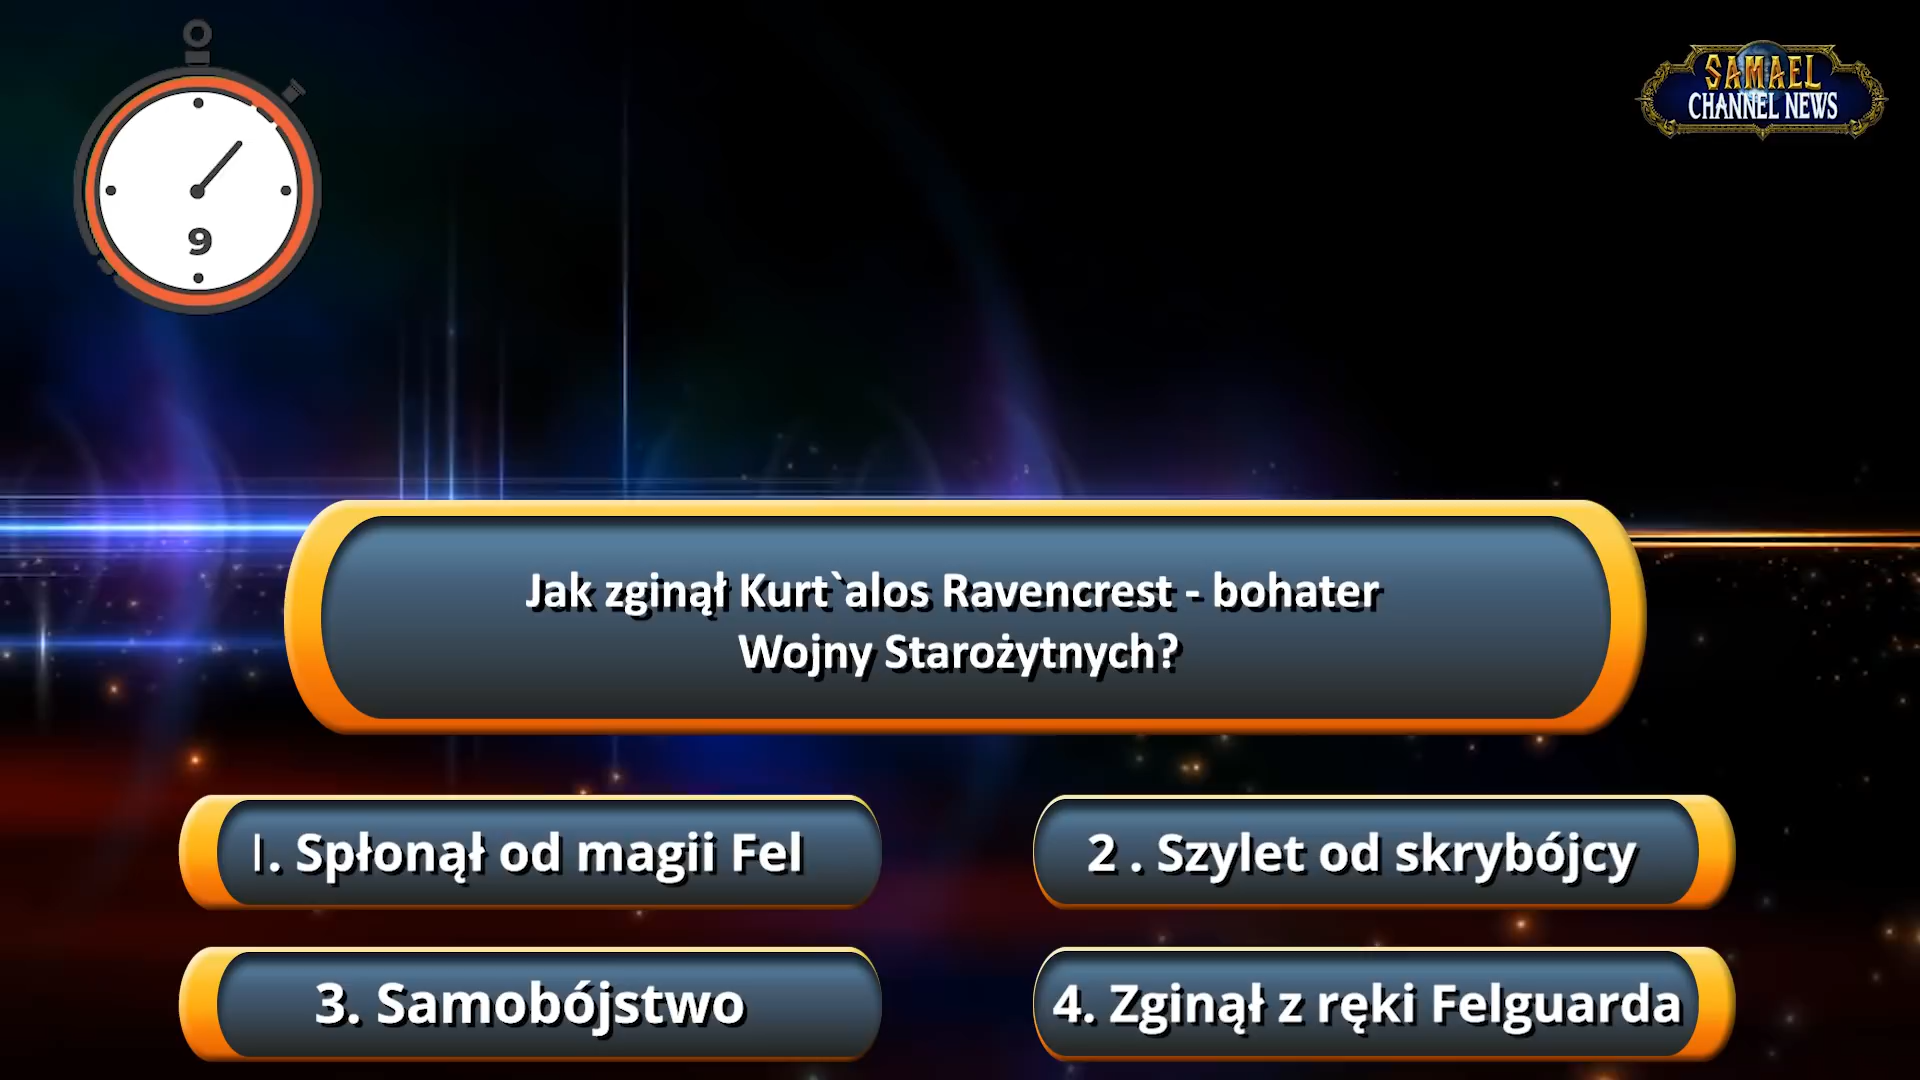 SAMAEL
CHANNEL NEWS
9
Jak zginął Kurt`alos Ravencrest - bohater
Wojny Starożytnych?
1. Spłonął od magii Fel
2 . Szylet od skrybójcy
3. Samobójstwo
4. Zginął z ręki Felguarda